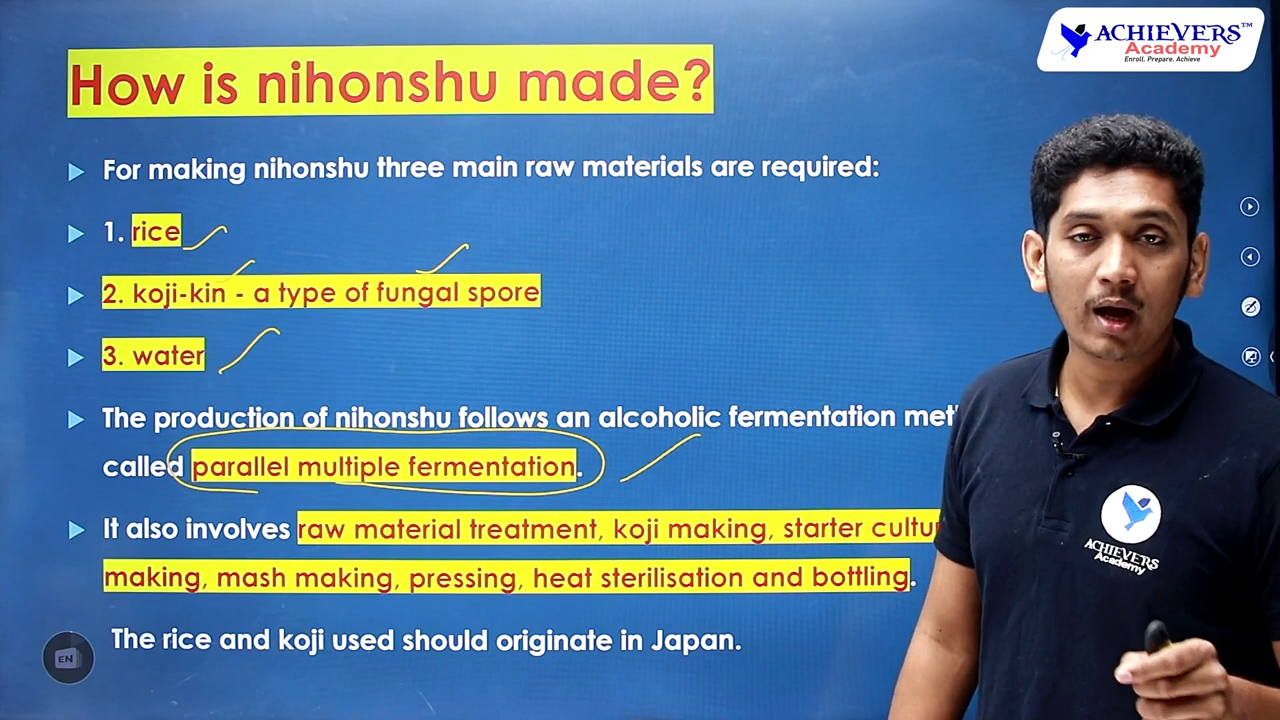 ACHIEVERS™
Academy
Enroll. Prepare. Achieve
How is nihonshu made?
For making nihonshu three main raw materials are required:
1. rice
2. koji-kin - a type of fungal spore
3. water
The production of nihonshu follows an alcoholic fermentation
called parallel multiple fermentation.
It also involves raw material treatment, koji making, starter
making, mash making, pressing, heat sterilisation and bottling.
The rice and koji used should originate in Japan.
EN
ACHIEVERS
Academy